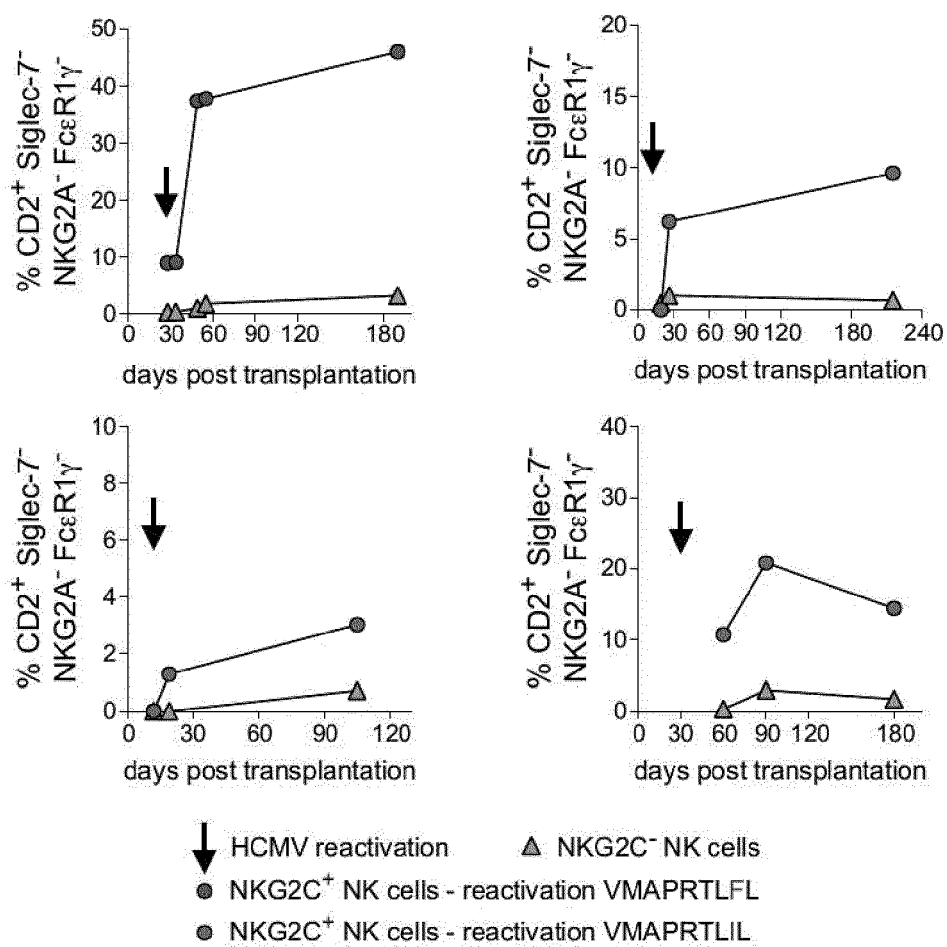 % CD2+ Siglec-7-
NKG2A- FcεR1γ-
50
40
30
20
10
0
0 30 60 90 120 180
days post transplantation
% CD2+ Siglec-7-
NKG2A- FcεR1γ-
20
15
10
5
0
0 30 60 90 120 180 240
days post transplantation
% CD2+ Siglec-7-
NKG2A- FcεR1γ-
10
8
6
4
2
0
0 30 60 90 120
days post transplantation
% CD2+ Siglec-7-
NKG2A- FcεR1γ-
40
30
20
10
0
0 30 60 90 120 180
days post transplantation
HCMV reactivation
NKG2C- NK cells
NKG2C+ NK cells - reactivation VMAPRTLFL
NKG2C+ NK cells - reactivation VMAPRTLIL